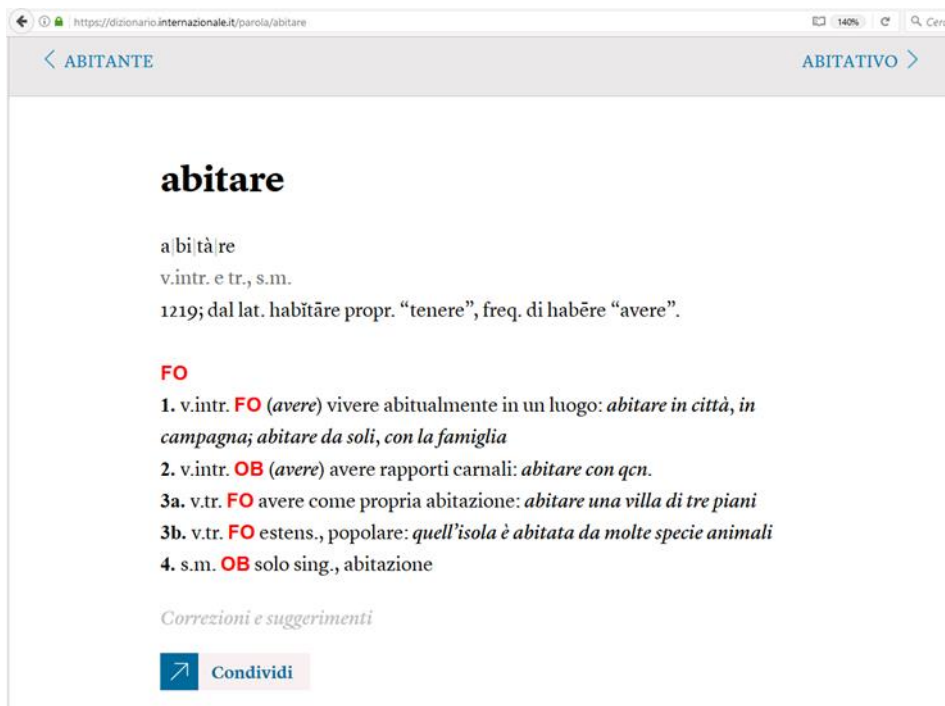 https://dizionario.internazionale.it/parola/abitare 140% Cerc
ABITANTE ABITATIVO
abitare
a|bi|tà|re
v.intr. e tr., s.m.
1219; dal lat. habĭtāre propr. “tenere”, freq. di habēre “avere”.
FO
1. v.intr. FO (avere) vivere abitualmente in un luogo: abitare in città, in
campagna; abitare da soli, con la famiglia
2. v.intr. OB (avere) avere rapporti carnali: abitare con qcn.
3a. v.tr. FO avere come propria abitazione: abitare una villa di tre piani
3b. v.tr. FO estens., popolare: quell’isola è abitata da molte specie animali
4. s.m. OB solo sing., abitazione
Correzioni e suggerimenti
Condividi